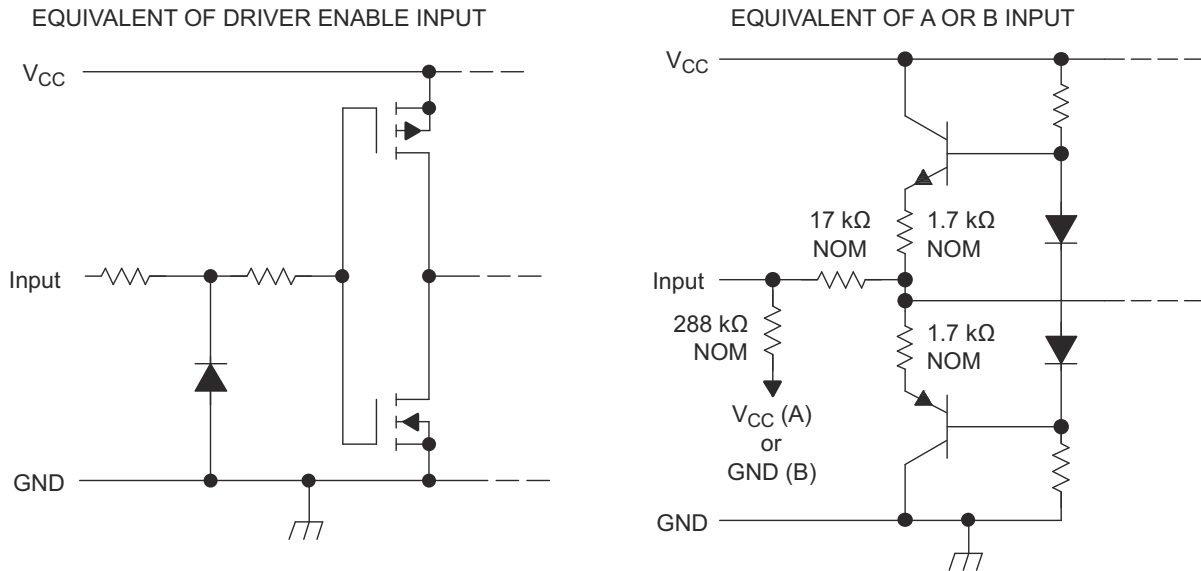 EQUIVALENT OF DRIVER ENABLE INPUT
VCC
Input
GND
EQUIVALENT OF A OR B INPUT
VCC
17 kΩ
NOM
1.7 kΩ
NOM
Input
288 kΩ
NOM
1.7 kΩ
NOM
VCC (A)
or
GND (B)
GND